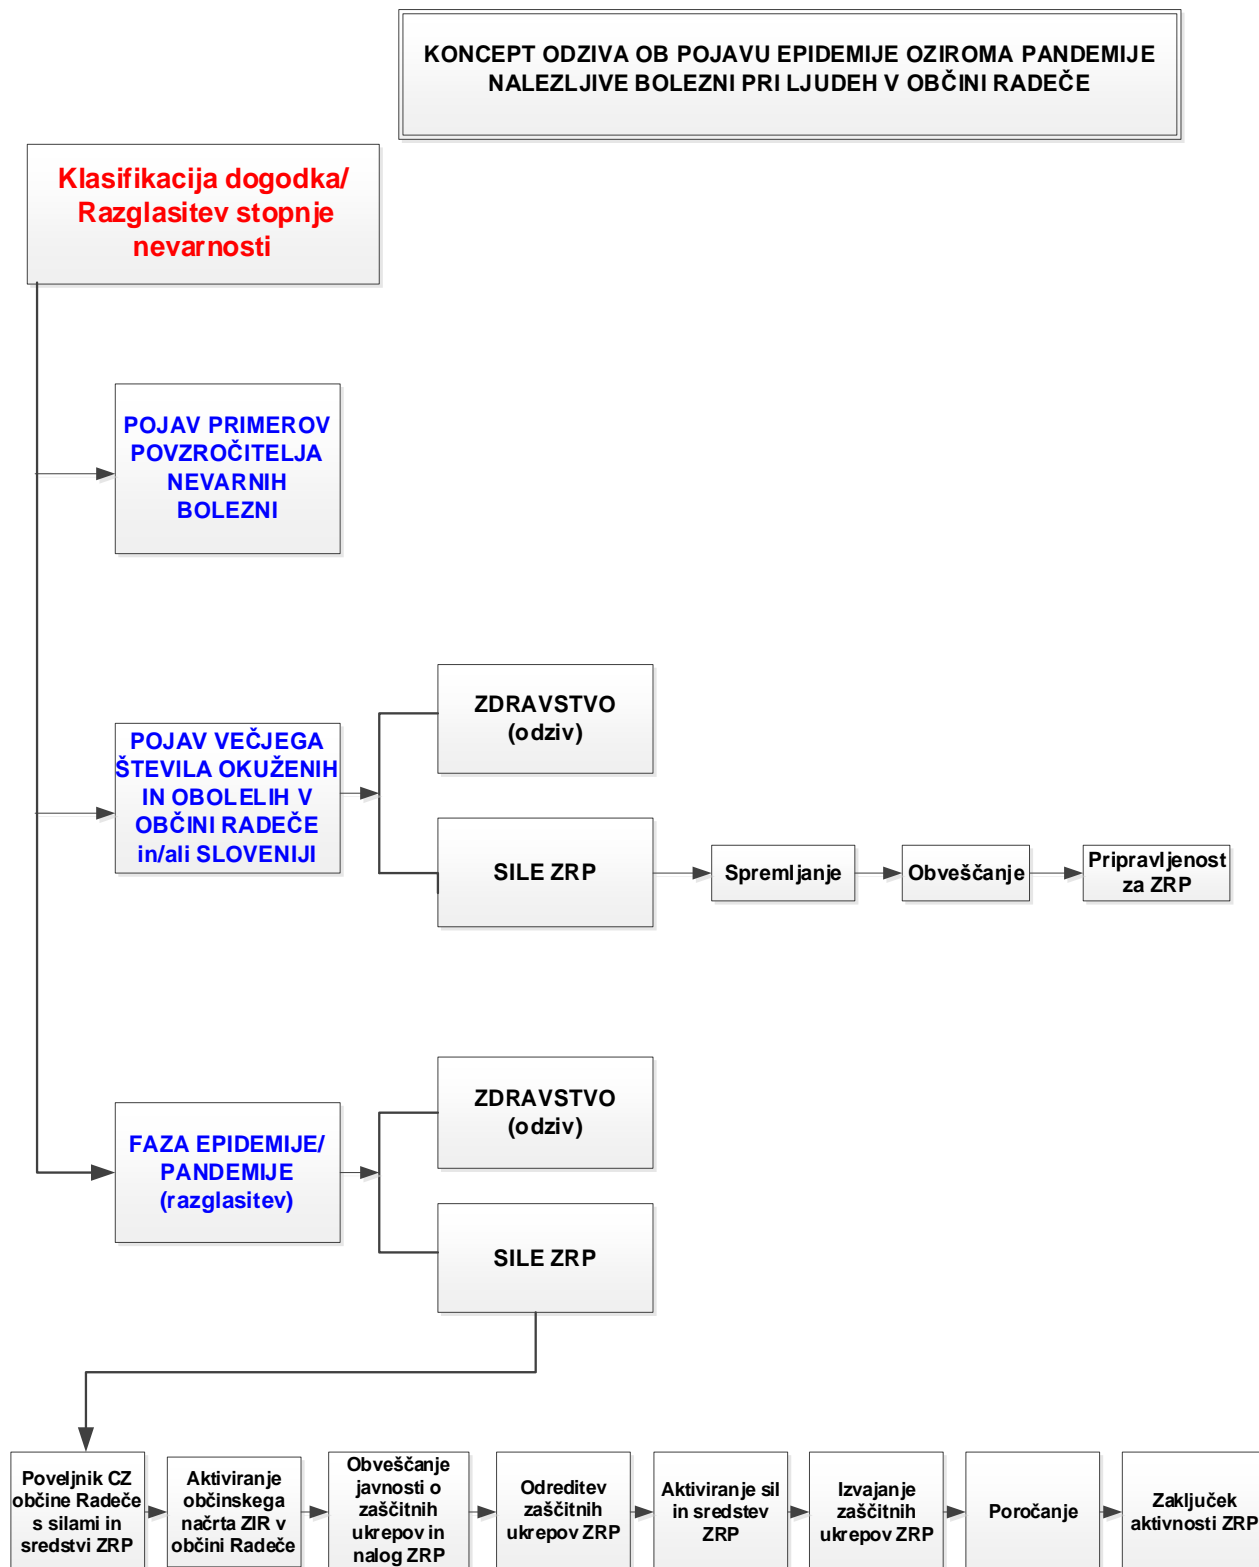 KONCEPT ODZIVA OB POJAVU EPIDEMIJE OZIROMA PANDEMIJE
NALEZLJIVE BOLEZNI PRI LJUDEH V OBČINI RADEČE
Klasifikacija dogodka/
Razglasitev stopnje
nevarnosti
POJAV PRIMEROV
POVZROČITELJA
NEVARNIH
BOLEZNI
POJAV VEČJEGA
ŠTEVILA OKUŽENIH
IN OBOLELIH V
OBČINI RADEČE
in/ali SLOVENIJI
ZDRAVSTVO
(odziv)
SILE ZRP
Spremljanje
Obveščanje
Pripravljenost
za ZRP
FAZA EPIDEMIJE/
PANDEMIJE
(razglasitev)
ZDRAVSTVO
(odziv)
SILE ZRP
Poveljnik CZ
občine Radeče
s silami in
sredstvi ZRP
Aktiviranje
občinskega
načrta ZIR v
občini Radeče
Obveščanje
javnosti o
zaščitnih
ukrepov in
nalog ZRP
Odreditev
zaščitnih
ukrepov ZRP
Aktiviranje sil
in sredstev
ZRP
Izvajanje
zaščitnih
ukrepov ZRP
Poročanje
Zaključek
aktivnosti ZRP